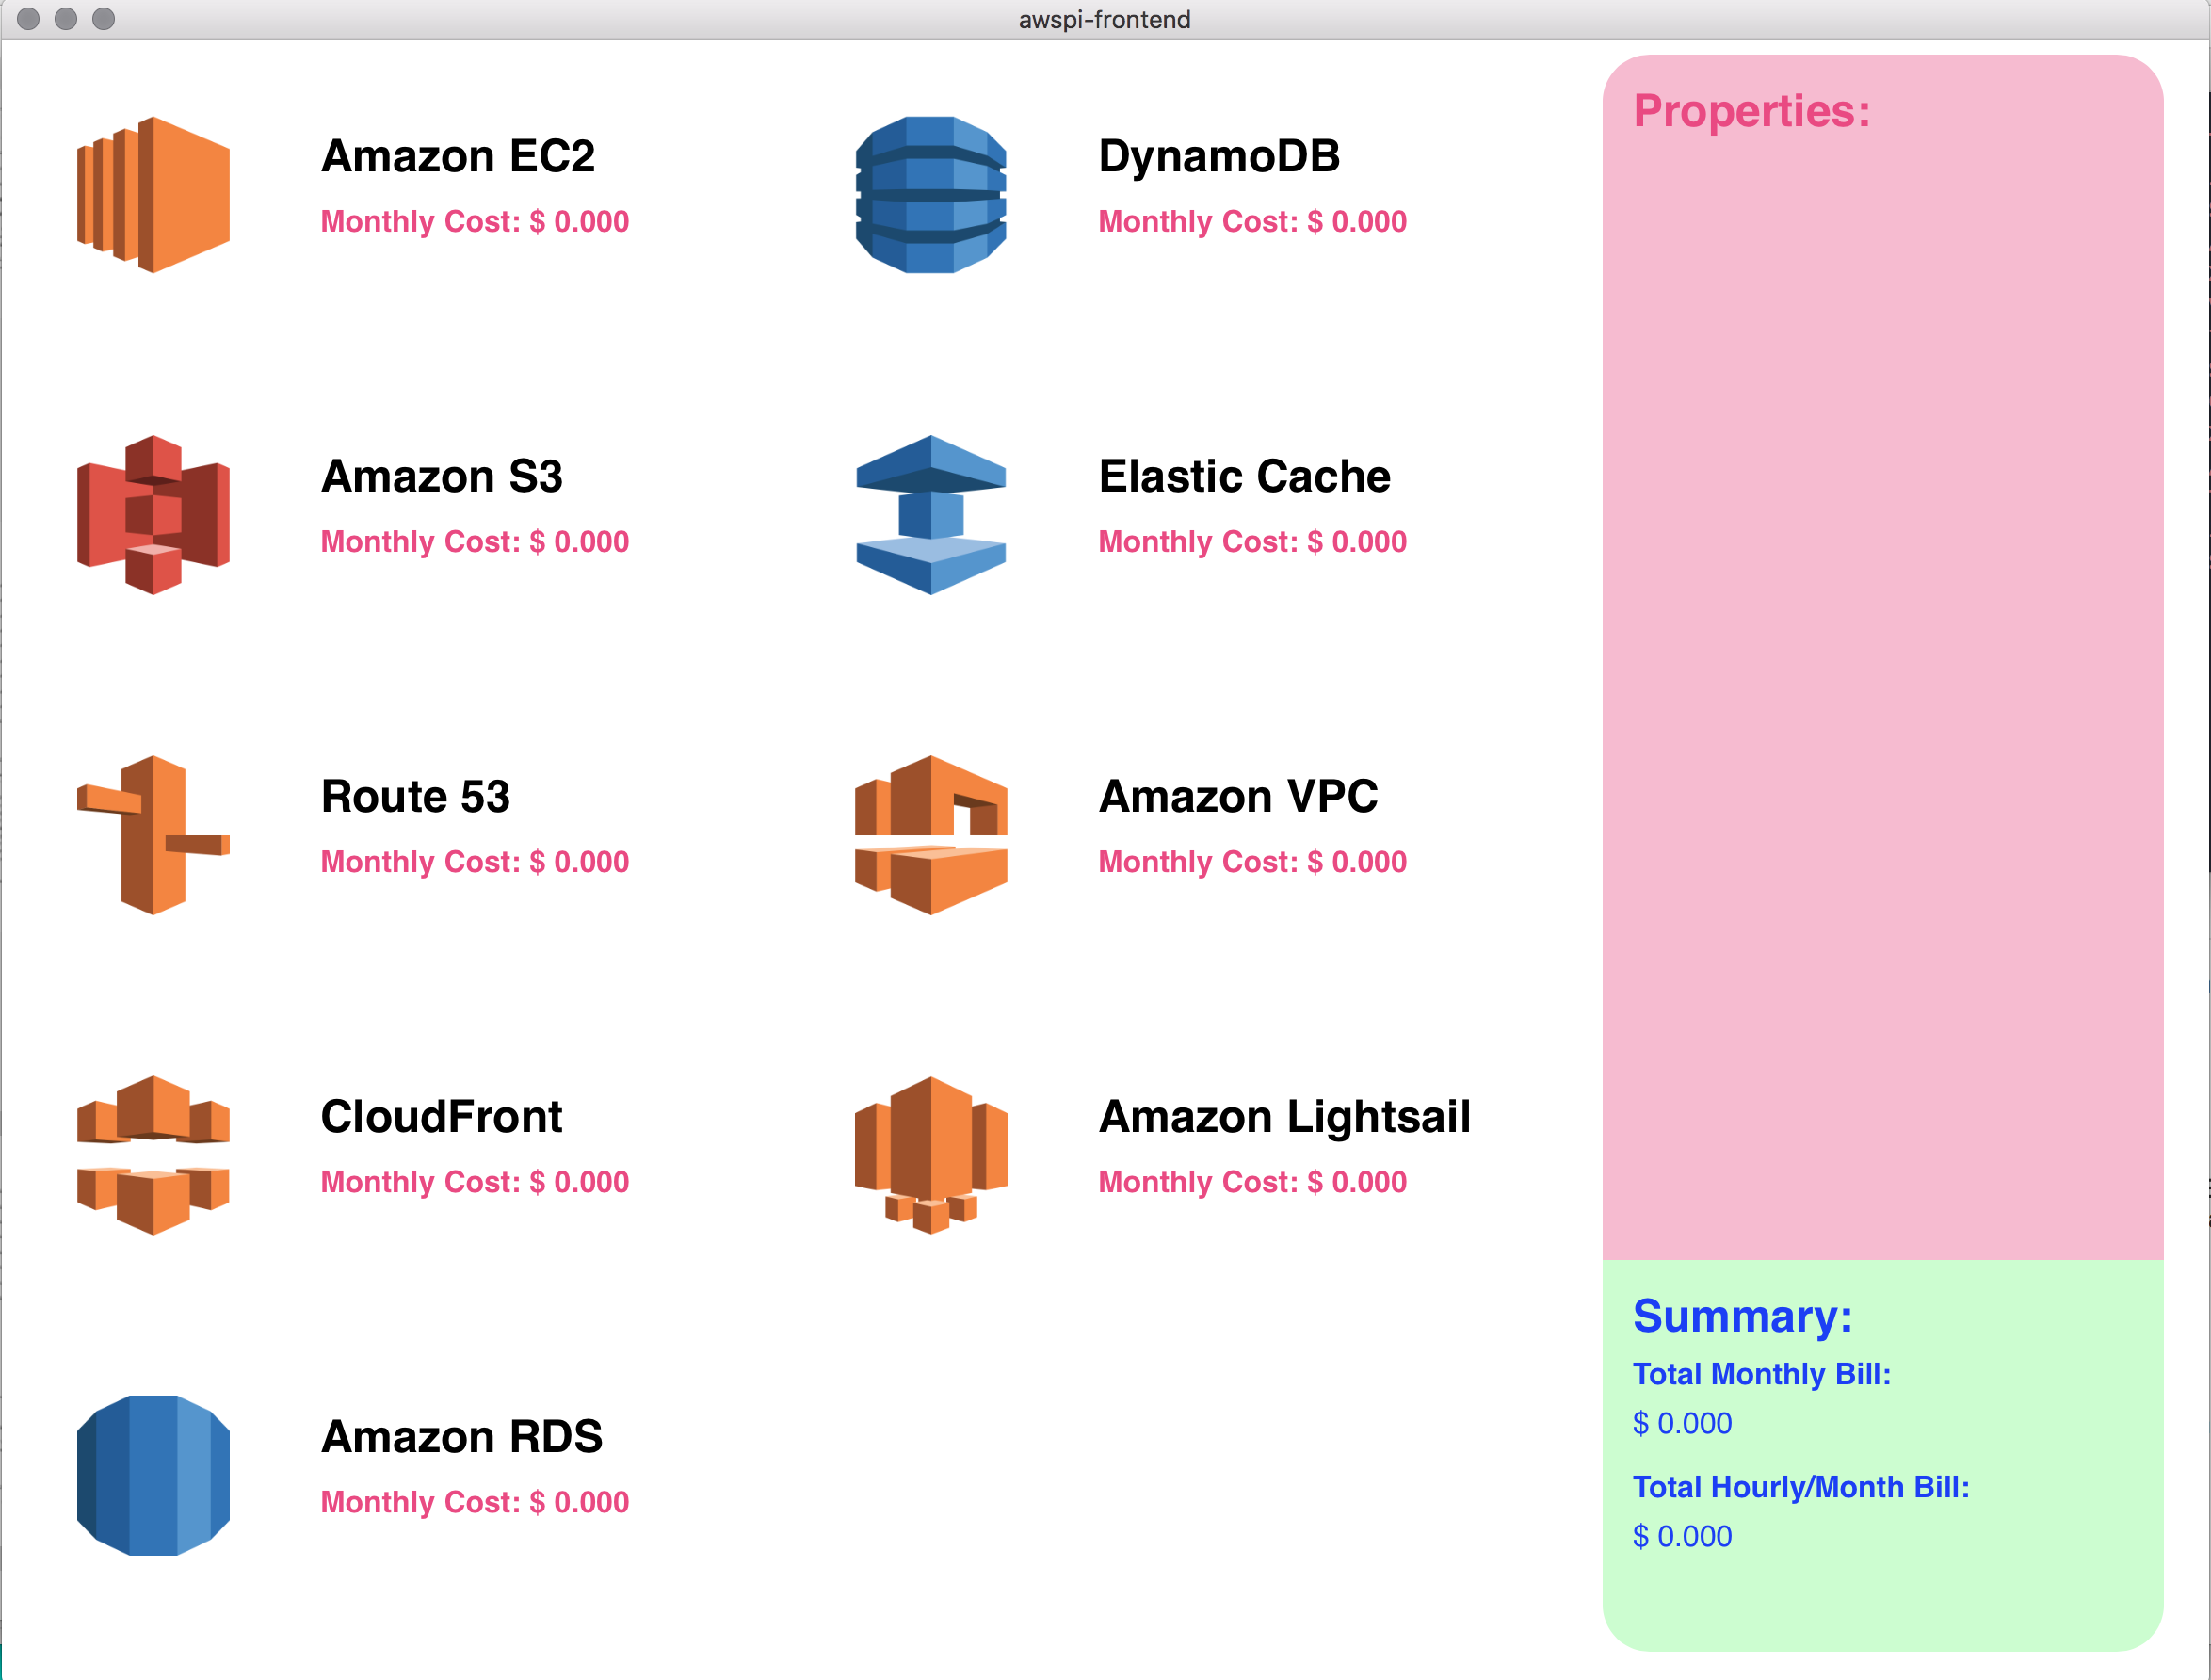 awspi-frontend
Amazon EC2
Monthly Cost: $ 0.000
Amazon S3
Monthly Cost: $ 0.000
Route 53
Monthly Cost: $ 0.000
CloudFront
Monthly Cost: $ 0.000
Amazon RDS
Monthly Cost: $ 0.000
DynamoDB
Monthly Cost: $ 0.000
Elastic Cache
Monthly Cost: $ 0.000
Amazon VPC
Monthly Cost: $ 0.000
Amazon Lightsail
Monthly Cost: $ 0.000
Properties:
Summary:
Total Monthly Bill:
$ 0.000
Total Hourly/Month Bill:
$ 0.000